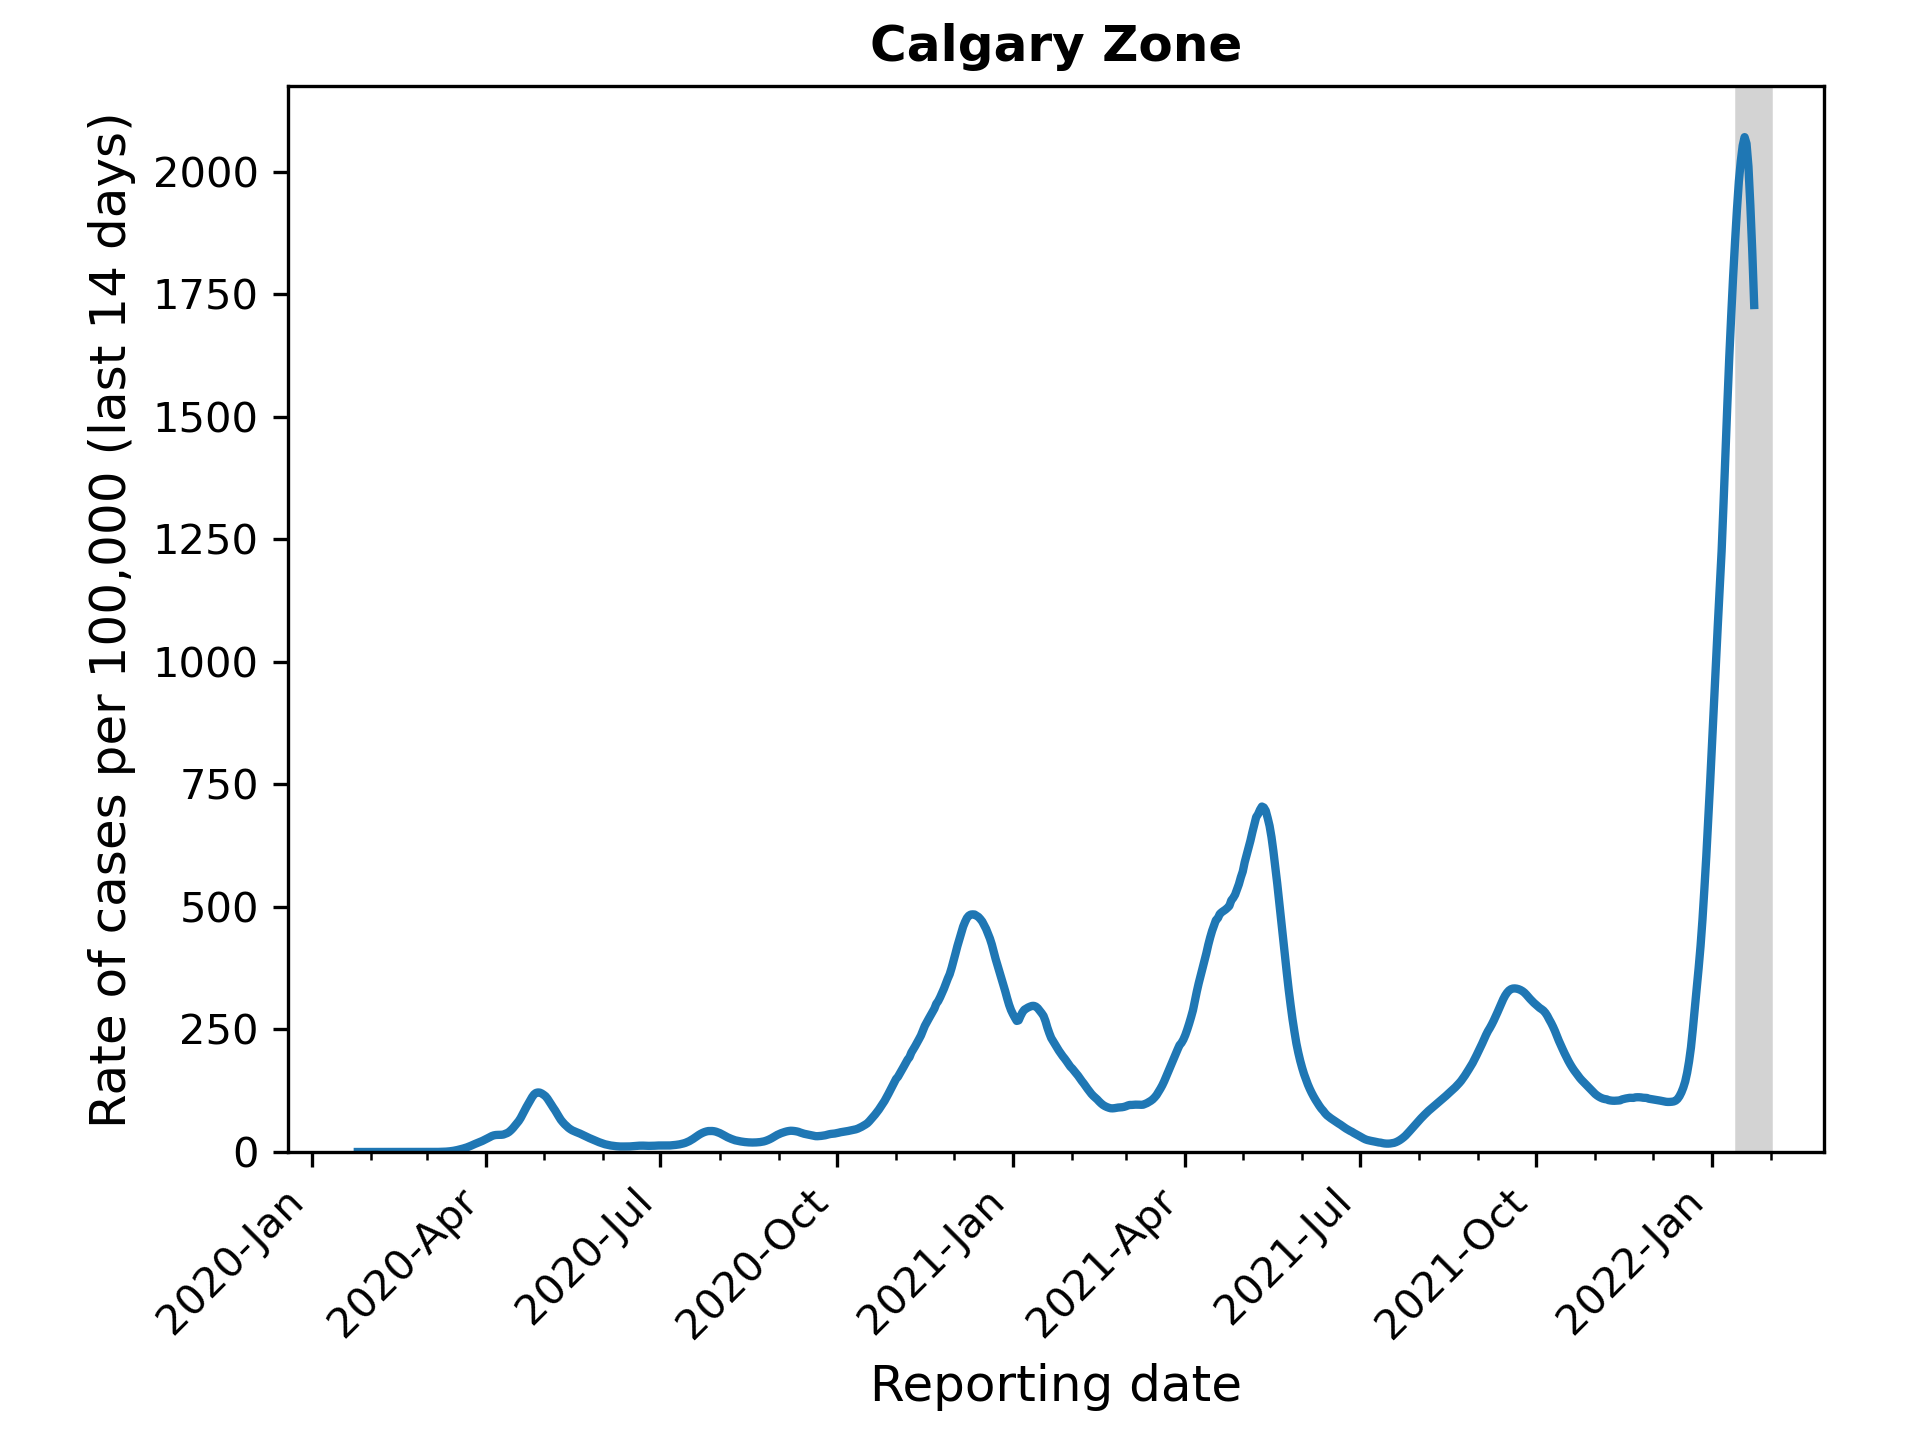 Calgary Zone
Rate of cases per 100,000 (last 14 days)
2000
1750
1500
1250
1000
750
500
250
0
2020-Jan
2020-Apr
2020-Jul
2020-Oct
2021-Jan
2021-Apr
2021-Jul
2021-Oct
2022-Jan
Reporting date